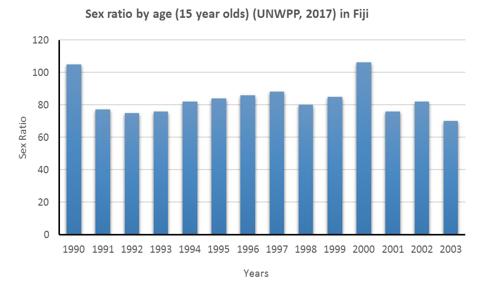 Sex ratio by age (15 year olds) (UNWPP, 2017) in Fiji
120
100
80
60
40
20
0
Sex Ratio
1990 1991 1992 1993 1994 1995 1996 1997 1998 1999 2000 2001 2002 2003
Years